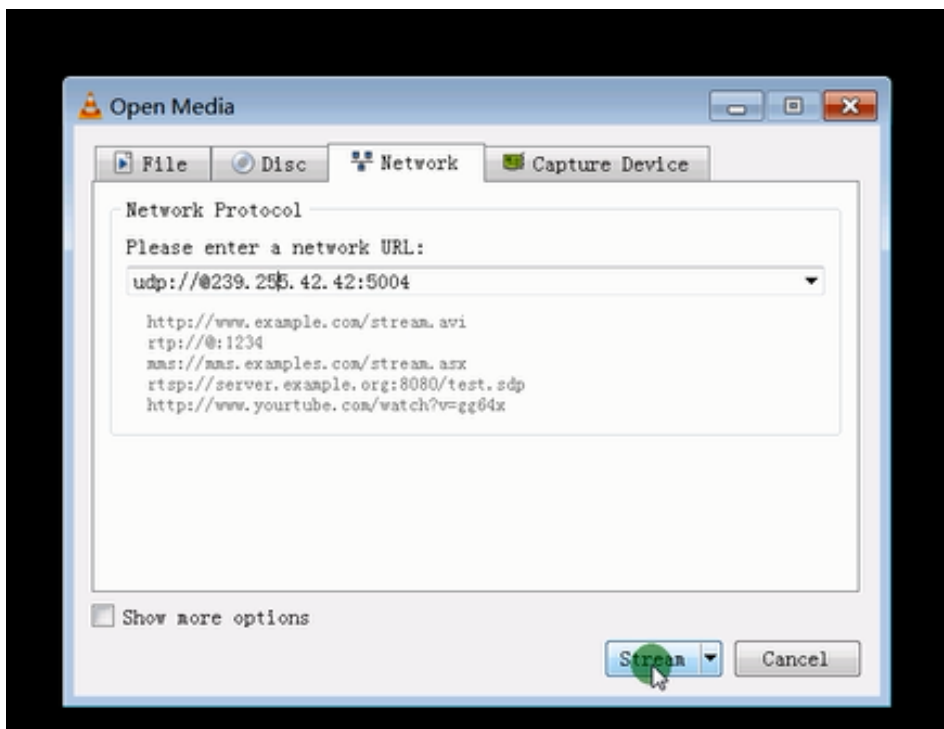 Open Media
File Disc Network Capture Device
Network Protocol
Please enter a network URL:
udp://@239.255.42.42:5004
http://www.example.com/stream.avi
rtp://@:1234
mms://mms.examples.com/stream.asx
rtsp://server.example.org:8080/test.sdp
http://www.yourtube.com/watch?v=gg64x
Show more options
Stream Cancel